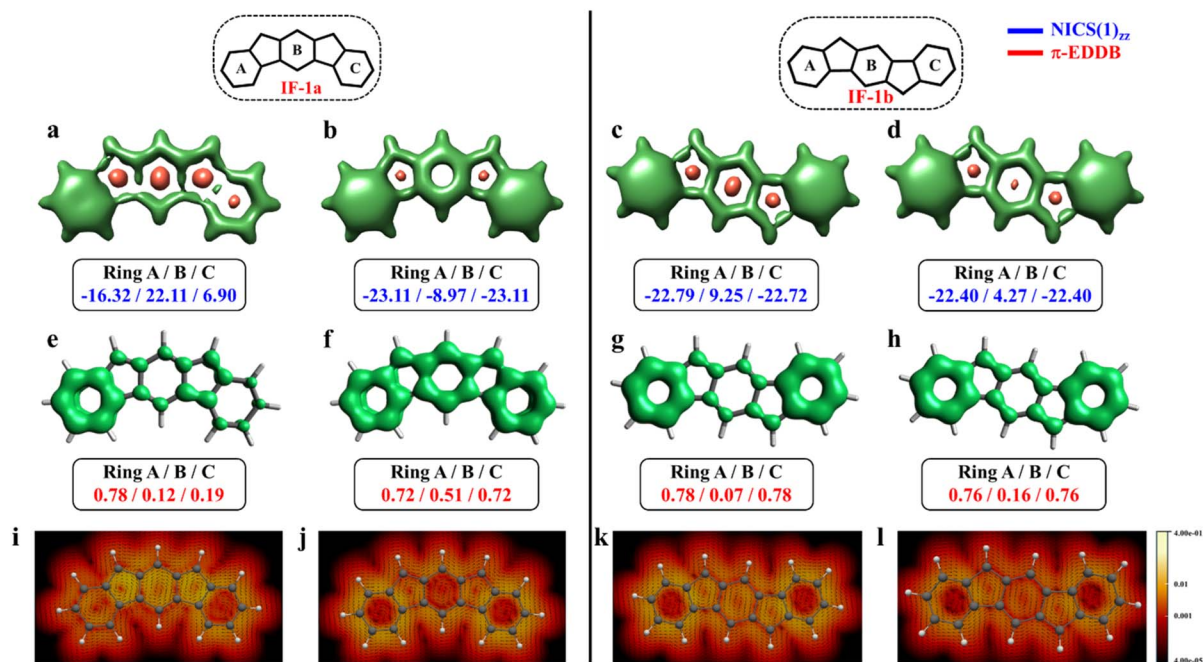 A B C
IF-1a
A B C
IF-1b
NICS(1)zz
π-EDDB
a b c d
Ring A / B / C
-16.32 / 22.11 / 6.90
Ring A / B / C
-23.11 / -8.97 / -23.11
Ring A / B / C
-22.79 / 9.25 / -22.72
Ring A / B / C
-22.40 / 4.27 / -22.40
e f g h
Ring A / B / C
0.78 / 0.12 / 0.19
Ring A / B / C
0.72 / 0.51 / 0.72
Ring A / B / C
0.78 / 0.07 / 0.78
Ring A / B / C
0.76 / 0.16 / 0.76
i j k l
4.00e-01
0.01
0.001
4.00e-05